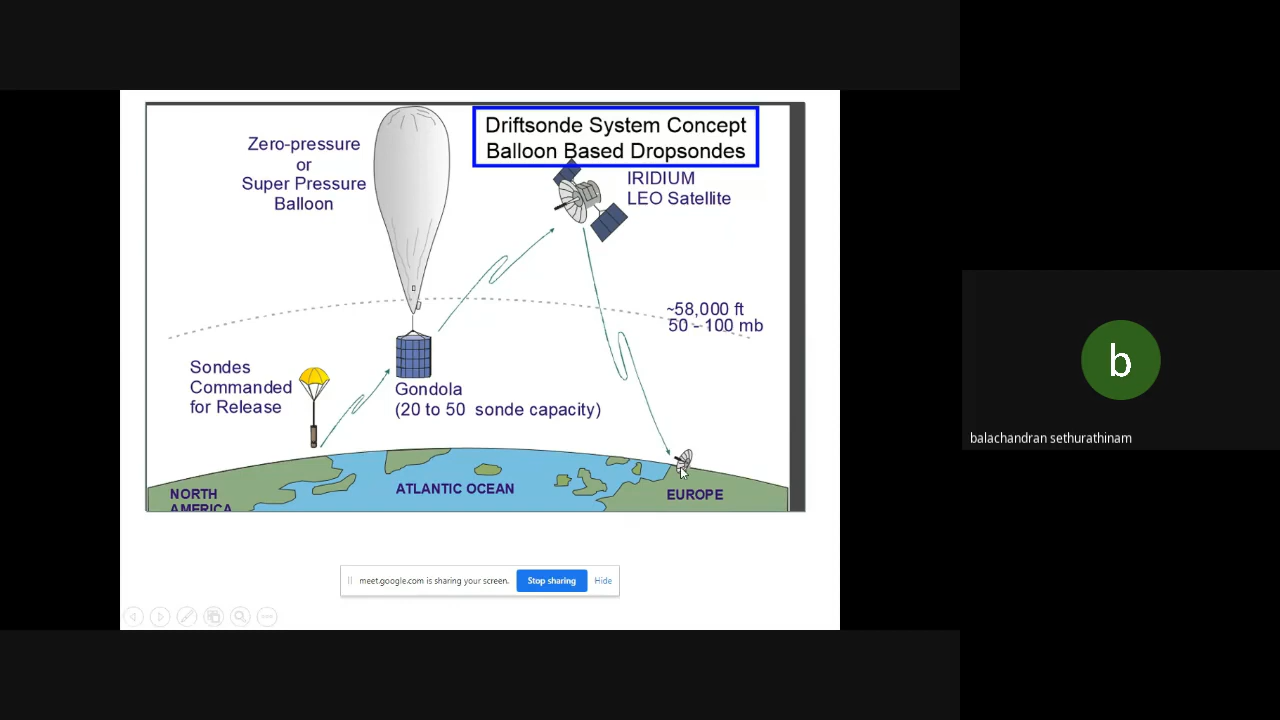 Driftsonde System Concept
Balloon Based Dropsondes
Zero-pressure
or
Super Pressure
Balloon
IRIDIUM
LEO Satellite
~58,000 ft
50 - 100 mb
Sondes
Commanded
for Release
Gondola
(20 to 50 sonde capacity)
NORTH
AMERICA
ATLANTIC OCEAN
EUROPE
meet.google.com is sharing your screen.
Stop sharing
Hide
b
balachandran sethurathinam